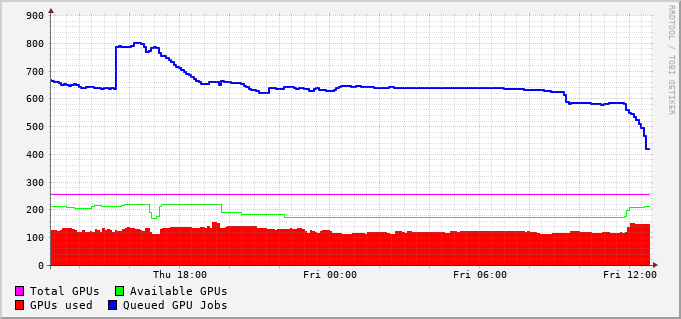 900
800
700
600
500
400
300
200
100
0
Thu 18:00 Fri 00:00 Fri 06:00 Fri 12:00
Total GPUs Available GPUs
GPUs used Queued GPU Jobs
RRDTOOL / TOBI OETIKER